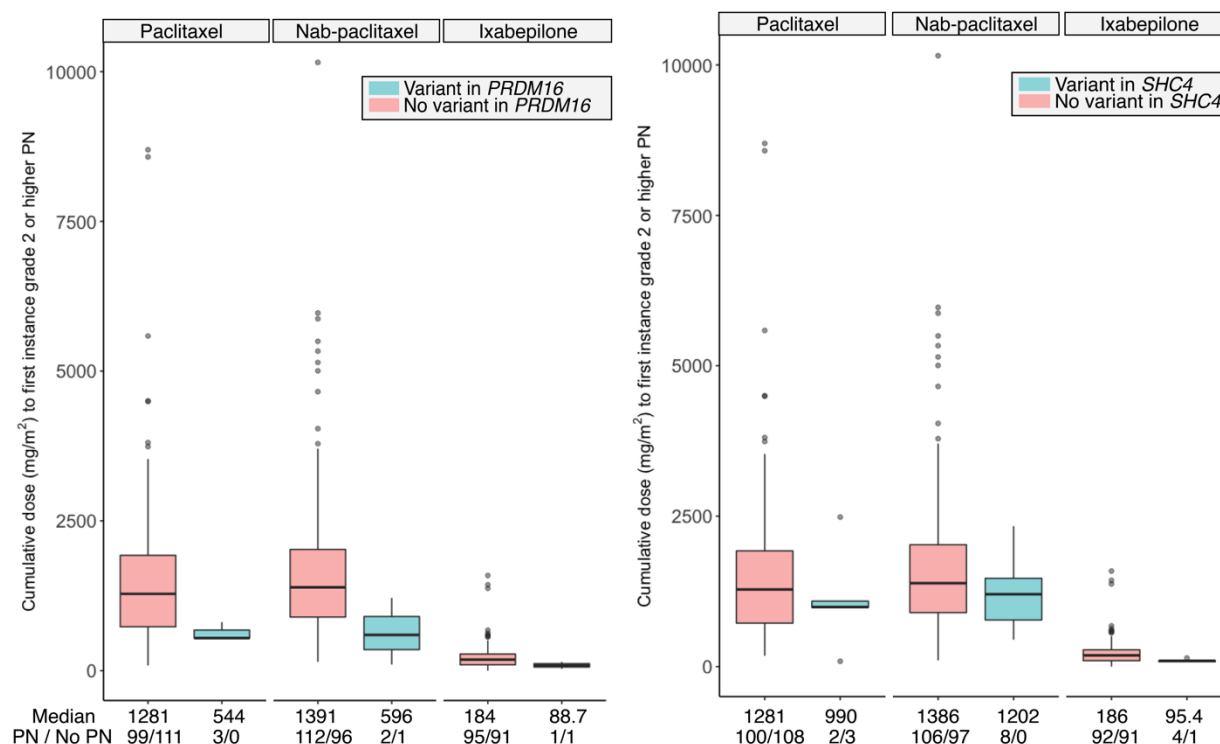 Paclitaxel Nab-paclitaxel Ixabepilone
Variant in PRDM16
No variant in PRDM16
Cumulative dose (mg/m²) to first instance grade 2 or higher PN
10000
7500
5000
2500
0
Median 1281 544 1391 596 184 88.7
PN / No PN 99/111 3/0 112/96 2/1 95/91 1/1
Paclitaxel Nab-paclitaxel Ixabepilone
Variant in SHC4
No variant in SHC4
Cumulative dose (mg/m²) to first instance grade 2 or higher PN
10000
7500
5000
2500
0
1281 990 1386 1202 186 95.4
100/108 2/3 106/97 8/0 92/91 4/1